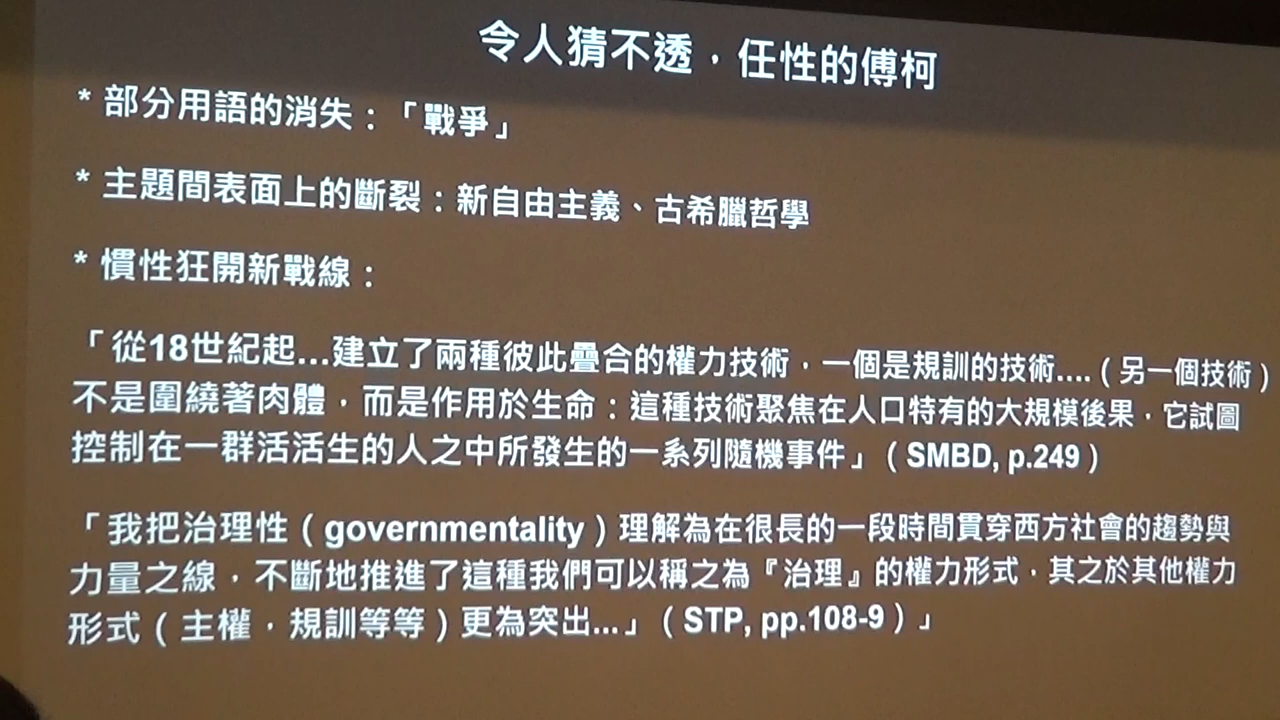 令人猜不透，任性的傅柯
* 部分用語的消失：「戰爭」
* 主題間表面上的斷裂：新自由主義、古希臘哲學
* 慣性狂開新戰線：
「從18世紀起...建立了兩種彼此疊合的權力技術，一個是規訓的技術....（另一個技術）
不是圍繞著肉體，而是作用於生命：這種技術聚焦在人口特有的大規模後果，它試圖
控制在一群活活生的人之中所發生的一系列隨機事件」（SMBD, p.249）
「我把治理性（governmentality）理解為在很長的一段時間貫穿西方社會的趨勢與
力量之線，不斷地推進了這種我們可以稱之為『治理』的權力形式，其之於其他權力
形式（主權，規訓等等）更為突出...」（STP, pp.108-9）」